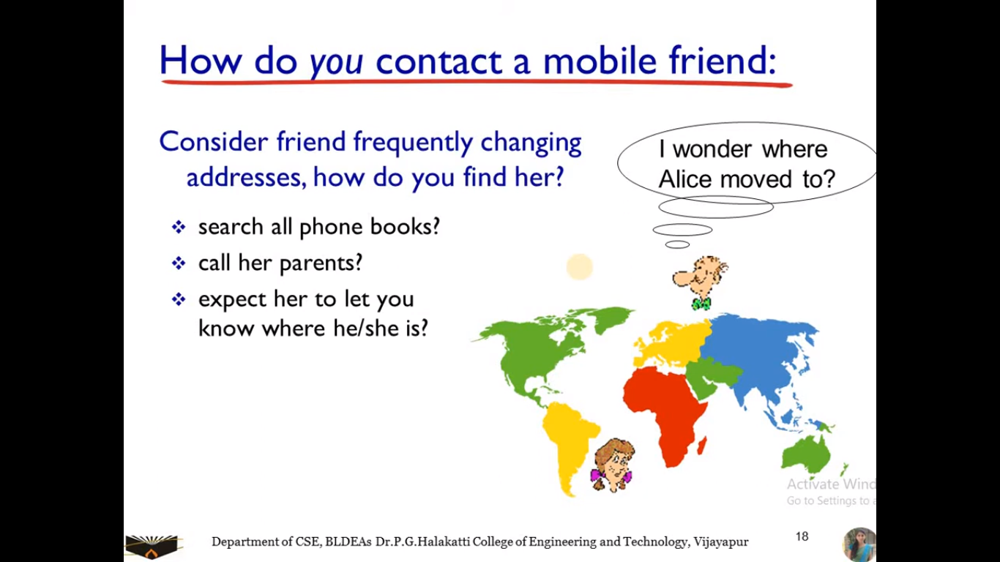 How do you contact a mobile friend:
Consider friend frequently changing
addresses, how do you find her?
I wonder where
Alice moved to?
❖ search all phone books?
❖ call her parents?
❖ expect her to let you
know where he/she is?
Activate Wind
Go to Settings to a
Department of CSE, BLDEAs Dr.P.G.Halakatti College of Engineering and Technology, Vijayapur
18